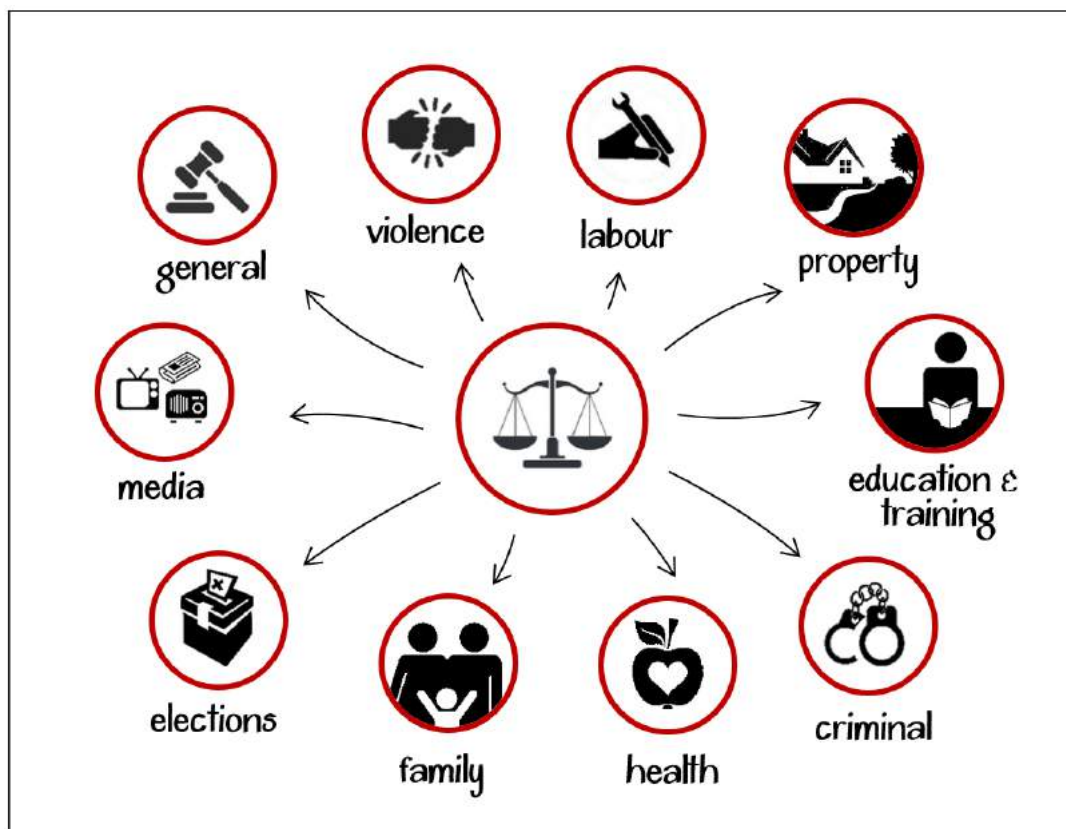 general
violence
labour
property
media
education &
training
elections
family
health
criminal